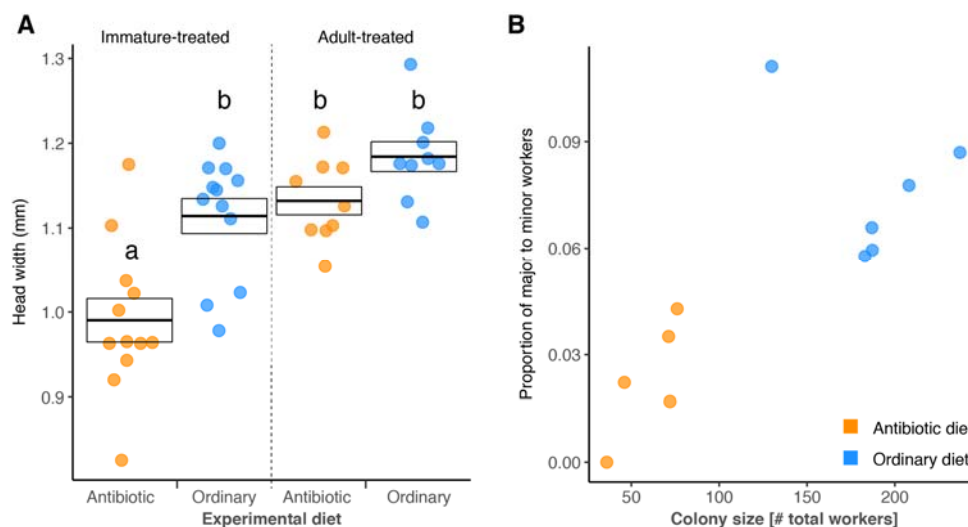 A
Immature-treated
Adult-treated
Head width (mm)
1.3
1.2
1.1
1.0
0.9
a
b
b
b
Antibiotic
Ordinary
Antibiotic
Ordinary
Experimental diet
B
Proportion of major to minor workers
0.09
0.06
0.03
0.00
Antibiotic die
Ordinary diet
50
100
150
200
Colony size [# total workers]